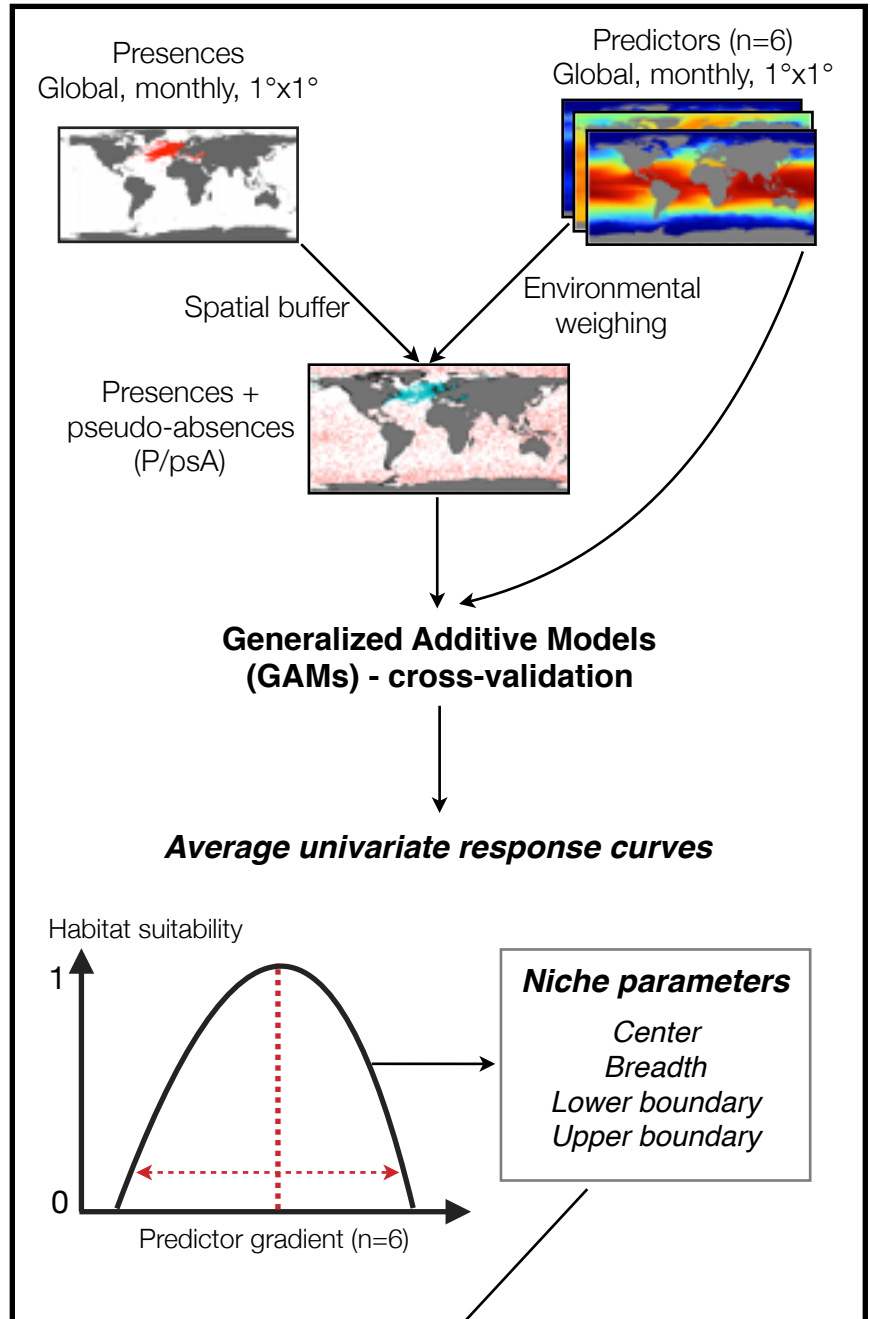 Presences
Global, monthly, 1°x1°
Predictors (n=6)
Global, monthly, 1°x1°
Spatial buffer
Environmental
weighing
Presences +
pseudo-absences
(P/psA)
Generalized Additive Models
(GAMs) - cross-validation
Average univariate response curves
Habitat suitability
1
0
Predictor gradient (n=6)
Niche parameters
Center
Breadth
Lower boundary
Upper boundary